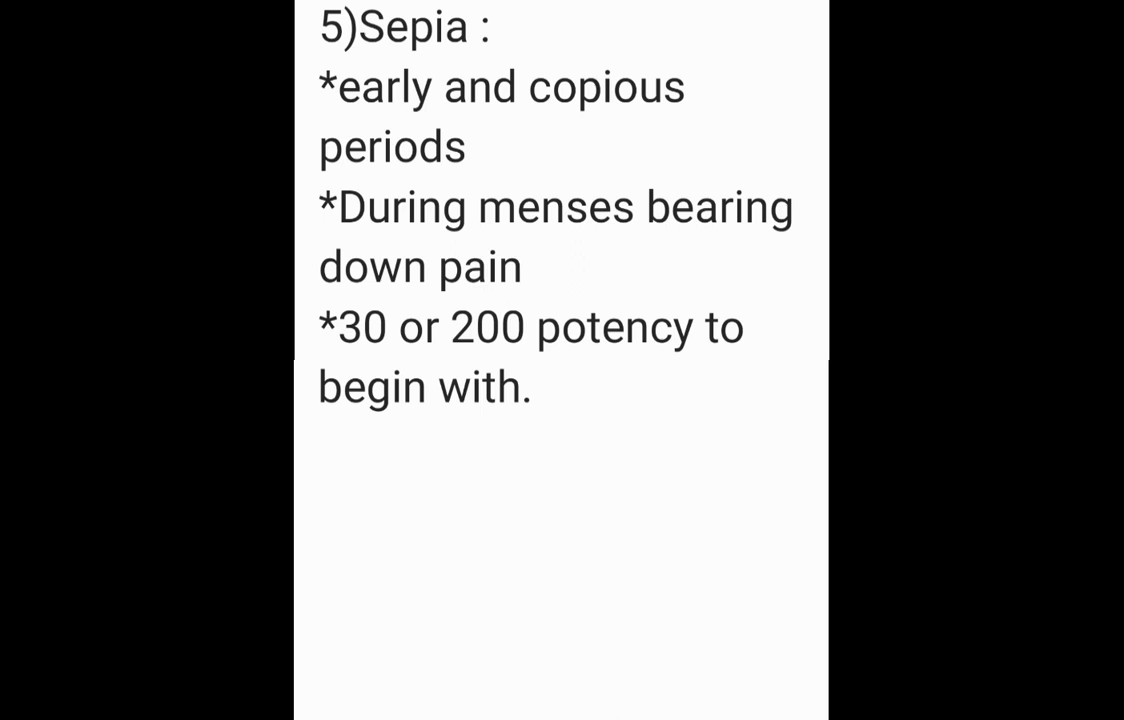 5)Sepia :
*early and copious
periods
*During menses bearing
down pain
*30 or 200 potency to
begin with.